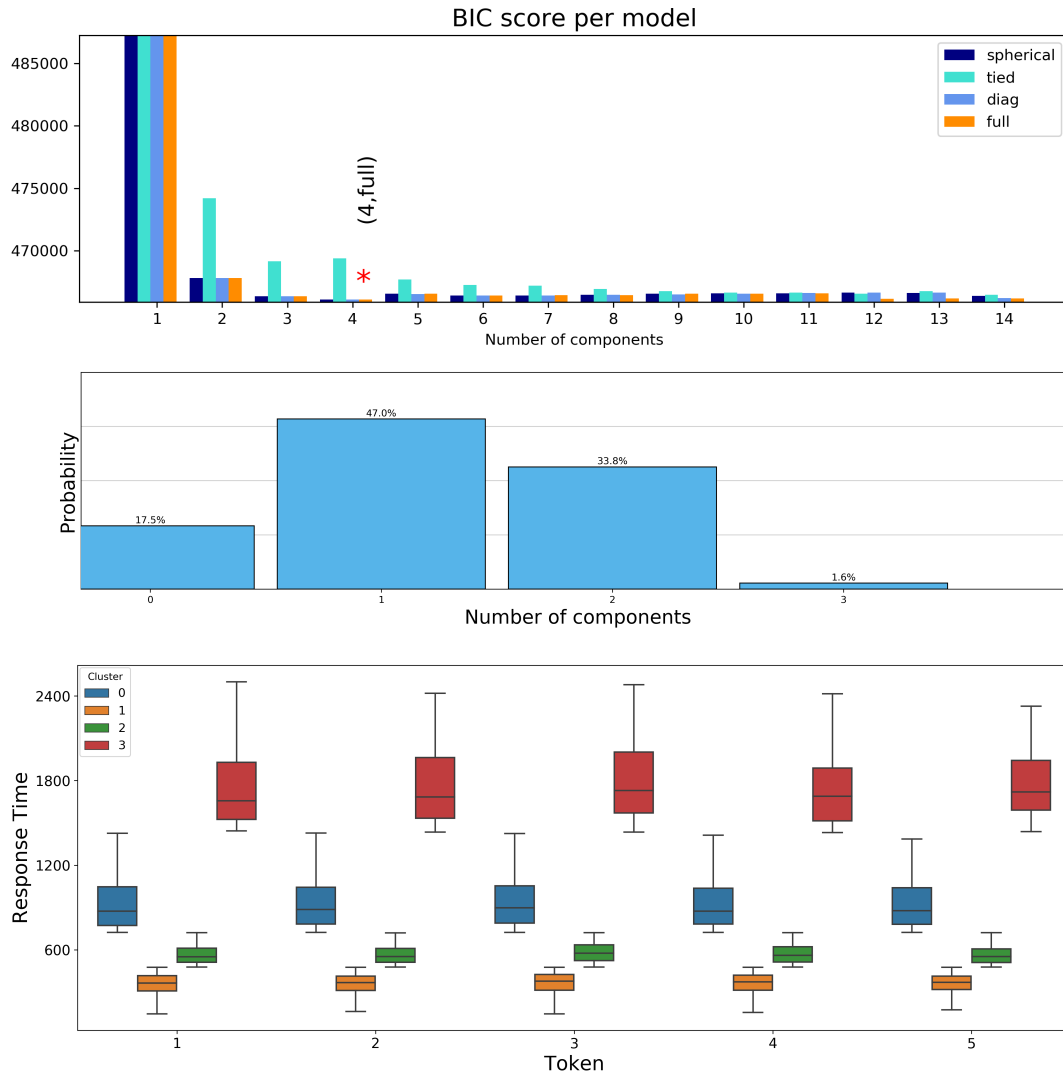 BIC score per model
485000
480000
475000
470000
spherical
tied
diag
full
(4,full)
*
1 2 3 4 5 6 7 8 9 10 11 12 13 14
Number of components
Probability
17.5%
47.0%
33.8%
1.6%
0 1 2 3
Number of components
Cluster
0
1
2
3
Response Time
2400
1800
1200
600
1 2 3 4 5
Token